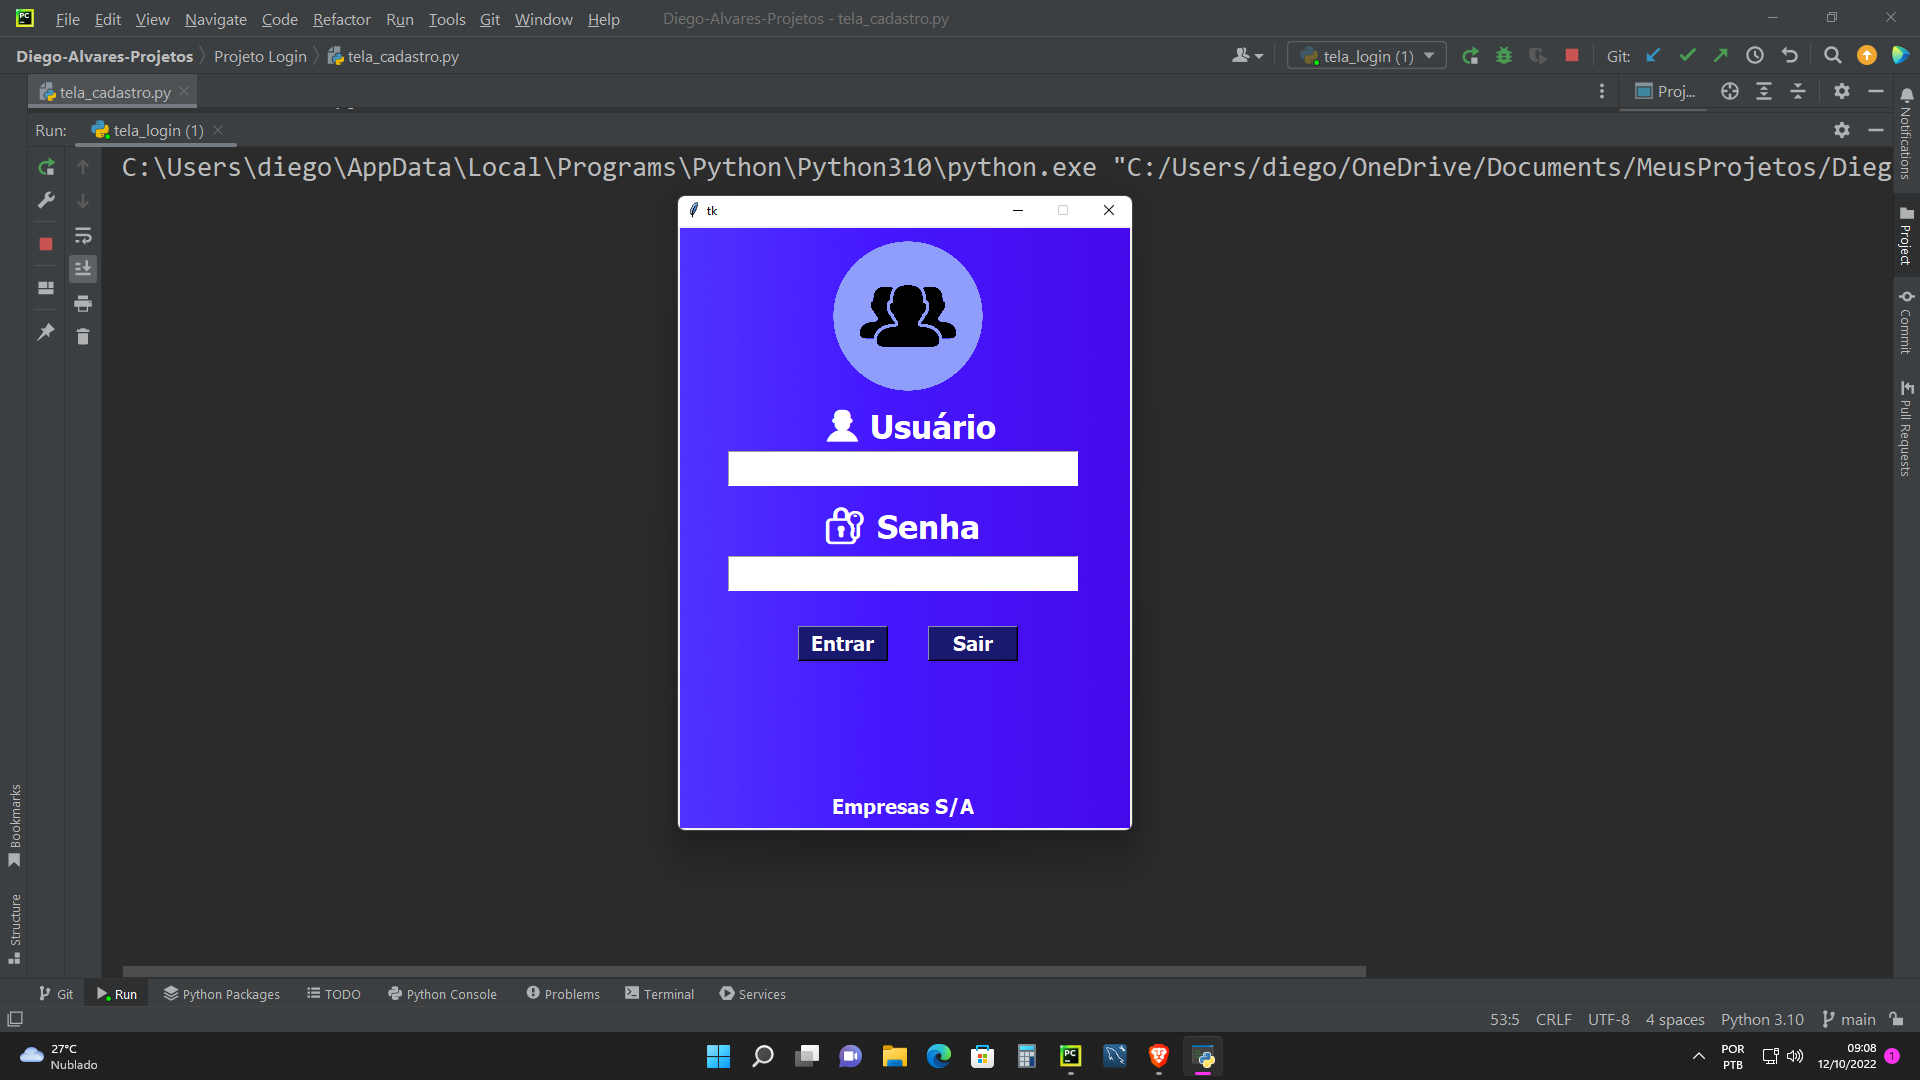 File Edit View Navigate Code Refactor Run Tools Git Window Help Diego-Alvares-Projetos - tela_cadastro.py
Diego-Alvares-Projetos Projeto Login tela_cadastro.py tela_login (1) Git:
tela_cadastro.py Proj...
Run: tela_login (1)
C:\Users\diego\AppData\Local\Programs\Python\Python310\python.exe "C:/Users/diego/OneDrive/Documents/MeusProjetos/Dieg
tk
Usuário
Senha
Entrar Sair
Empresas S/A
Notifications
Project
Commit
Pull Requests
Bookmarks
Structure
Git Run Python Packages TODO Python Console Problems Terminal Services
53:5 CRLF UTF-8 4 spaces Python 3.10 main
27°C
Nublado
PC
POR
PTB
09:08
12/10/2022
1